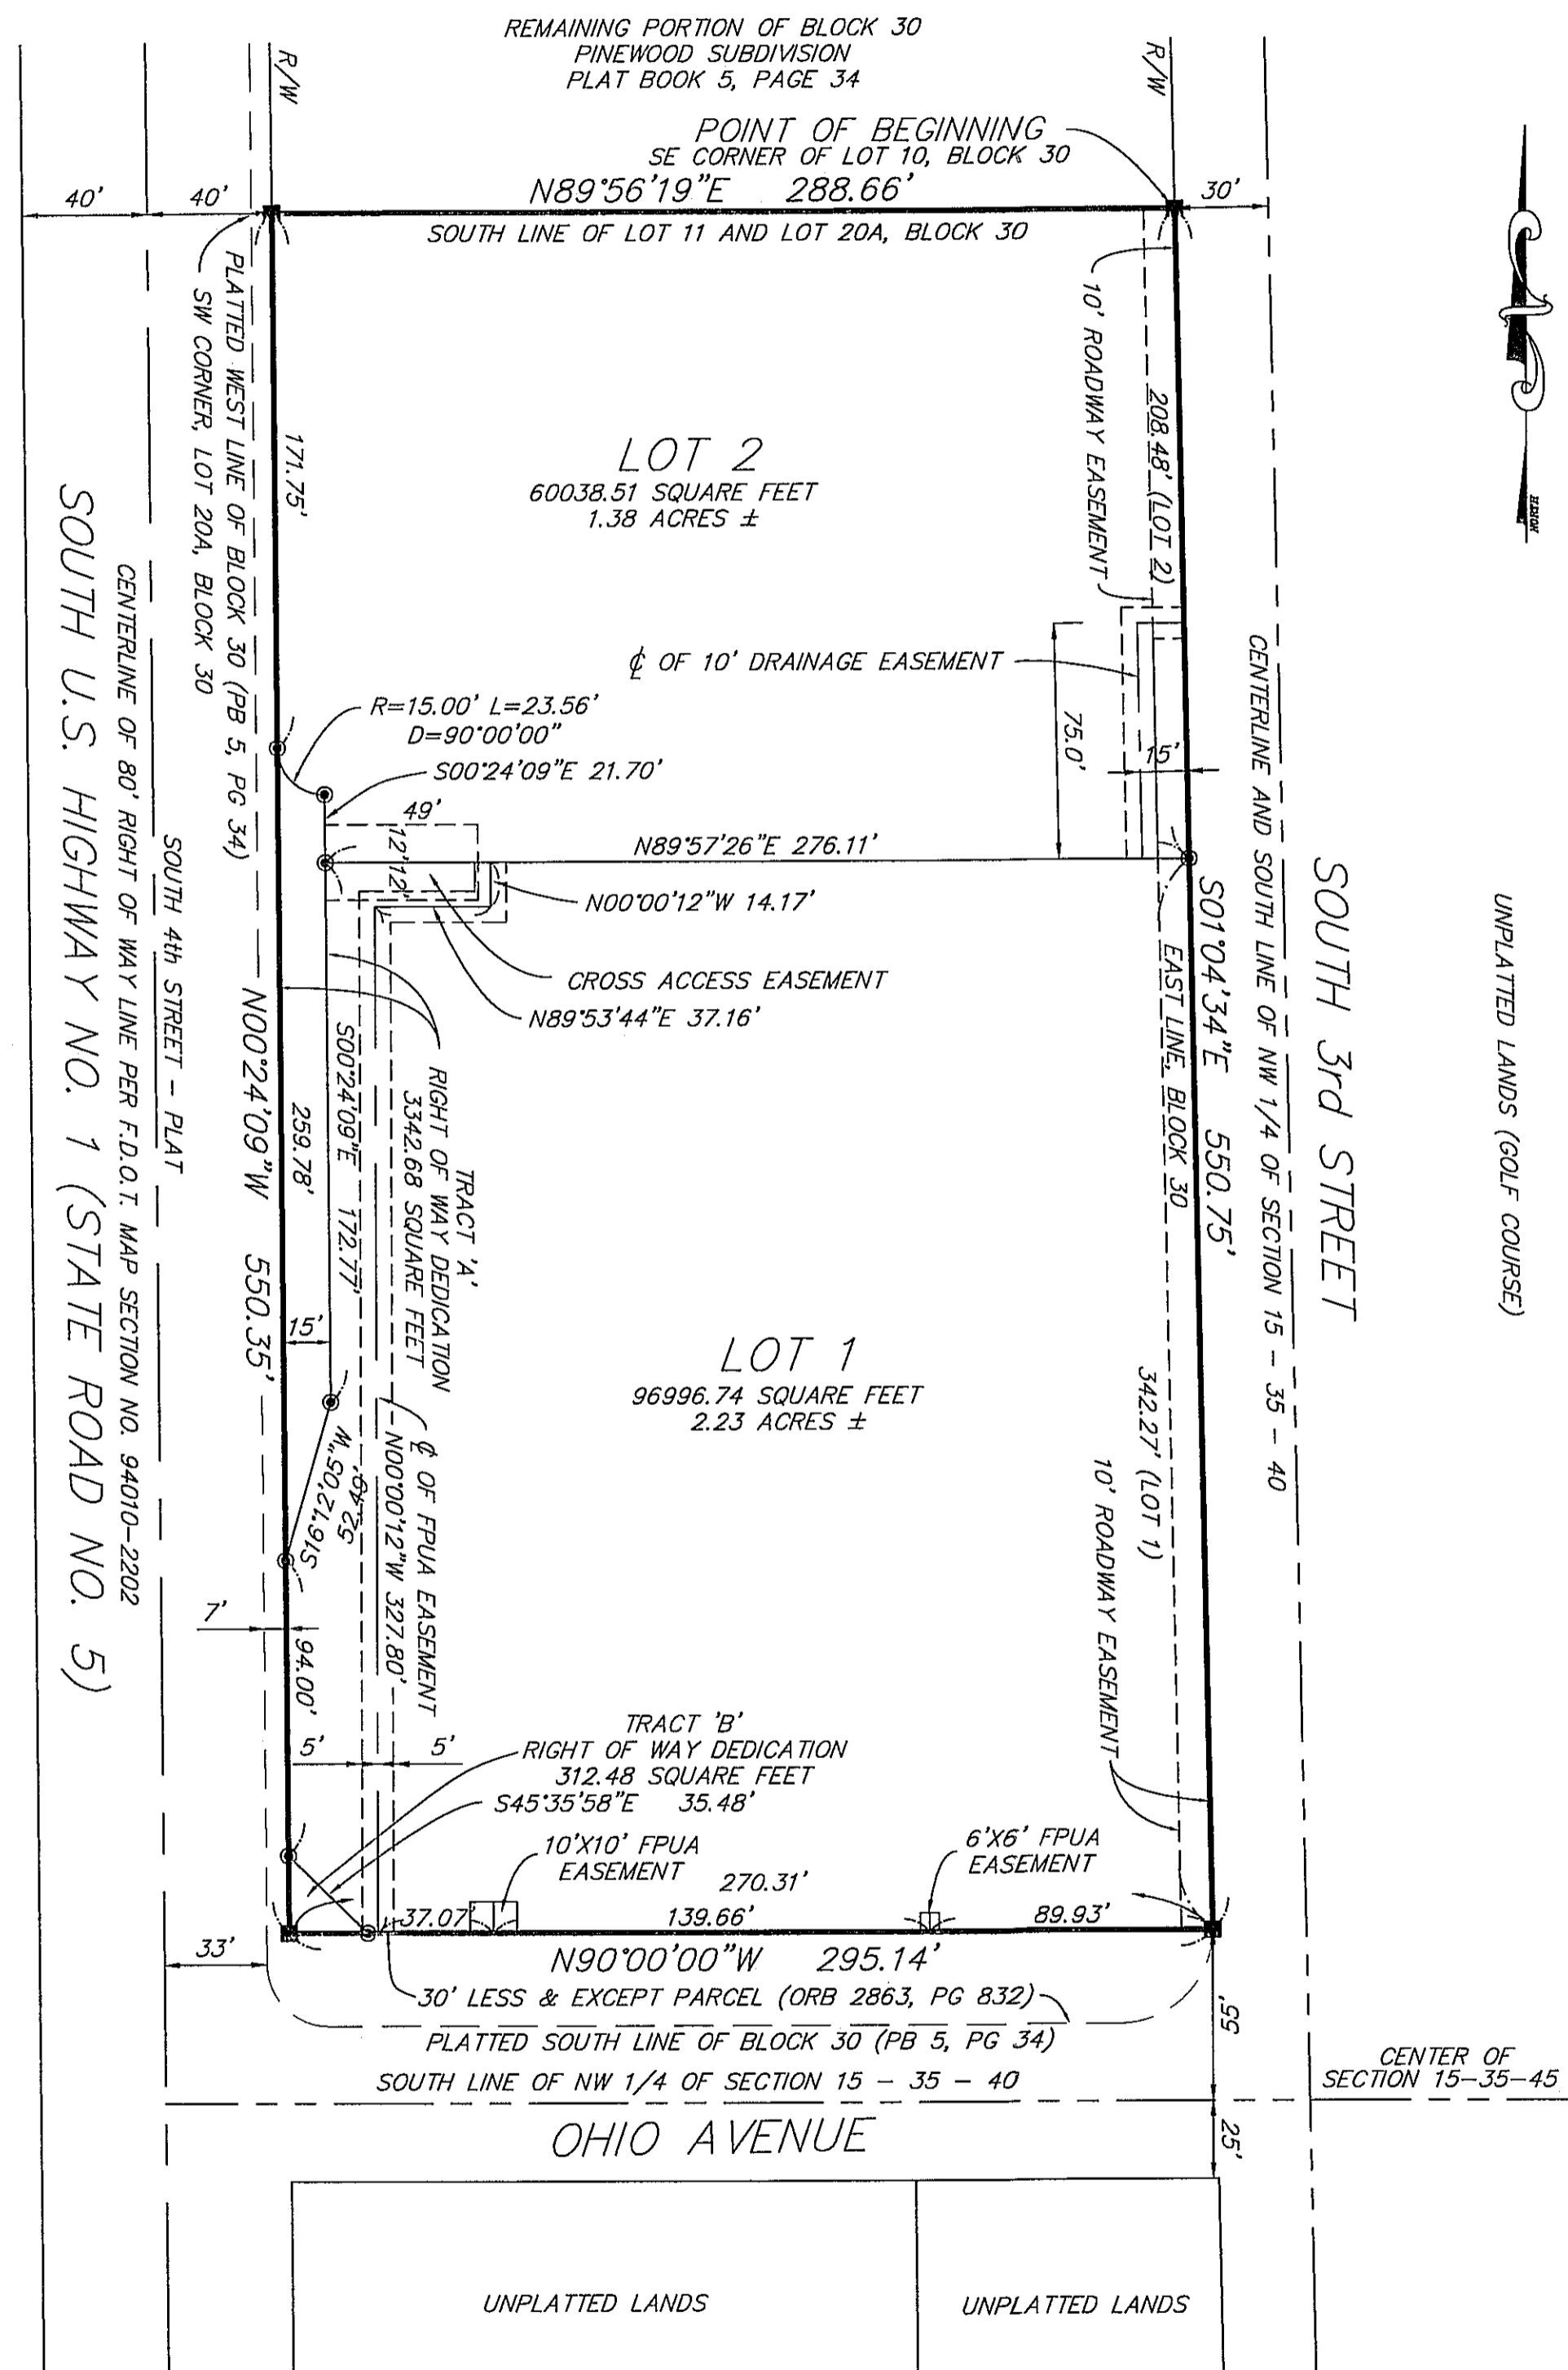 REMAINING PORTION OF BLOCK 30
PINEWOOD SUBDIVISION
PLAT BOOK 5, PAGE 34
R/W
R/W
POINT OF BEGINNING
SE CORNER OF LOT 10, BLOCK 30
40'
40'
N89°56'19"E 288.66'
30'
SOUTH LINE OF LOT 11 AND LOT 20A, BLOCK 30
NORTH
UNPLATTED LANDS (GOLF COURSE)
PLATTED WEST LINE OF BLOCK 30 (PB 5, PG 34)
SW CORNER, LOT 20A, BLOCK 30
171.75'
10' ROADWAY EASEMENT
208.48' (LOT 2)
LOT 2
60038.51 SQUARE FEET
1.38 ACRES ±
₵ OF 10' DRAINAGE EASEMENT
75.0'
15'
R=15.00' L=23.56'
D=90°00'00"
S00°24'09"E 21.70'
49'
12'
12'
N89°57'26"E 276.11'
N00°00'12"W 14.17'
CROSS ACCESS EASEMENT
N89°53'44"E 37.16'
CENTERLINE AND SOUTH LINE OF NW 1/4 OF SECTION 15 - 35 - 40
SOUTH 3rd STREET
S01°04'34"E 550.75'
EAST LINE, BLOCK 30
SOUTH U.S. HIGHWAY NO. 1 (STATE ROAD NO. 5)
CENTERLINE OF 80' RIGHT OF WAY LINE PER F.D.O.T. MAP SECTION NO. 94010-2202
SOUTH 4th STREET - PLAT
N00°24'09"W 550.35'
259.78'
S00°24'09"E 172.77'
TRACT 'A'
RIGHT OF WAY DEDICATION
3342.68 SQUARE FEET
15'
LOT 1
96996.74 SQUARE FEET
2.23 ACRES ±
342.27' (LOT 1)
10' ROADWAY EASEMENT
S16°12'05"W
52.49'
₵ OF FPUA EASEMENT
N00°00'12"W 327.80'
7'
94.00'
5'
5'
TRACT 'B'
RIGHT OF WAY DEDICATION
312.48 SQUARE FEET
S45°35'58"E 35.48'
10'X10' FPUA
EASEMENT
6'X6' FPUA
EASEMENT
270.31'
37.07'
139.66'
89.93'
33'
N90°00'00"W 295.14'
30' LESS & EXCEPT PARCEL (ORB 2863, PG 832)
55'
PLATTED SOUTH LINE OF BLOCK 30 (PB 5, PG 34)
SOUTH LINE OF NW 1/4 OF SECTION 15 - 35 - 40
CENTER OF
SECTION 15-35-45
OHIO AVENUE
25'
UNPLATTED LANDS
UNPLATTED LANDS